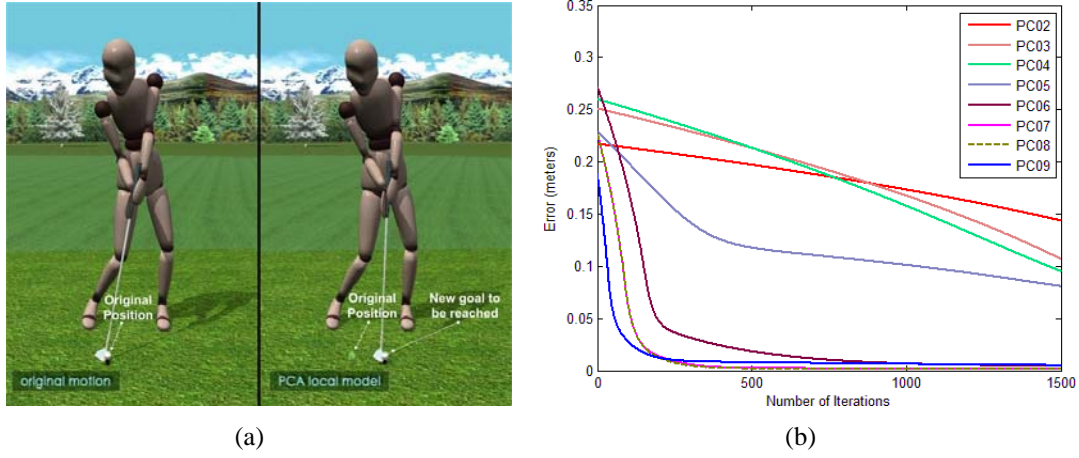 Original
Position
original motion
Original
Position
New goal to
be reached
PCA local model
(a)
0.35
0.3
0.25
0.2
0.15
0.1
0.05
0
Error (meters)
0
500
1000
1500
Number of Iterations
PC02
PC03
PC04
PC05
PC06
PC07
PC08
PC09
(b)